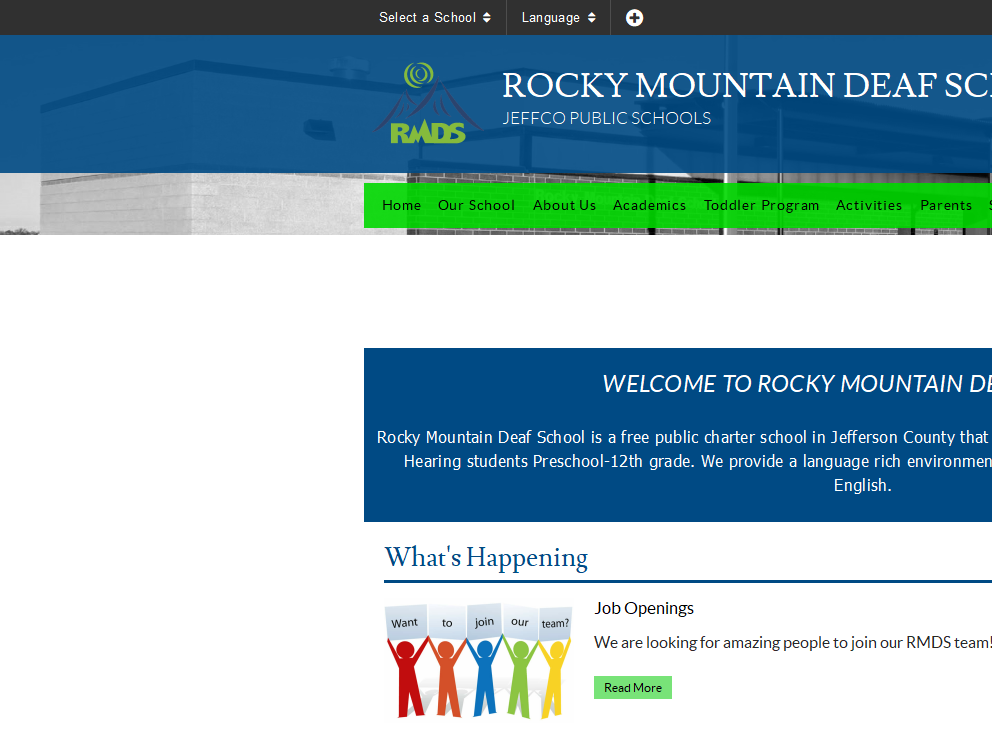 Select a School
Language
ROCKY MOUNTAIN DEAF SC
JEFFCO PUBLIC SCHOOLS
RMDS
Home Our School About Us Academics Toddler Program Activities Parents S
WELCOME TO ROCKY MOUNTAIN DE
Rocky Mountain Deaf School is a free public charter school in Jefferson County that
Hearing students Preschool-12th grade. We provide a language rich environmen
English.
What's Happening
Want to join our team?
Job Openings
We are looking for amazing people to join our RMDS team!
Read More